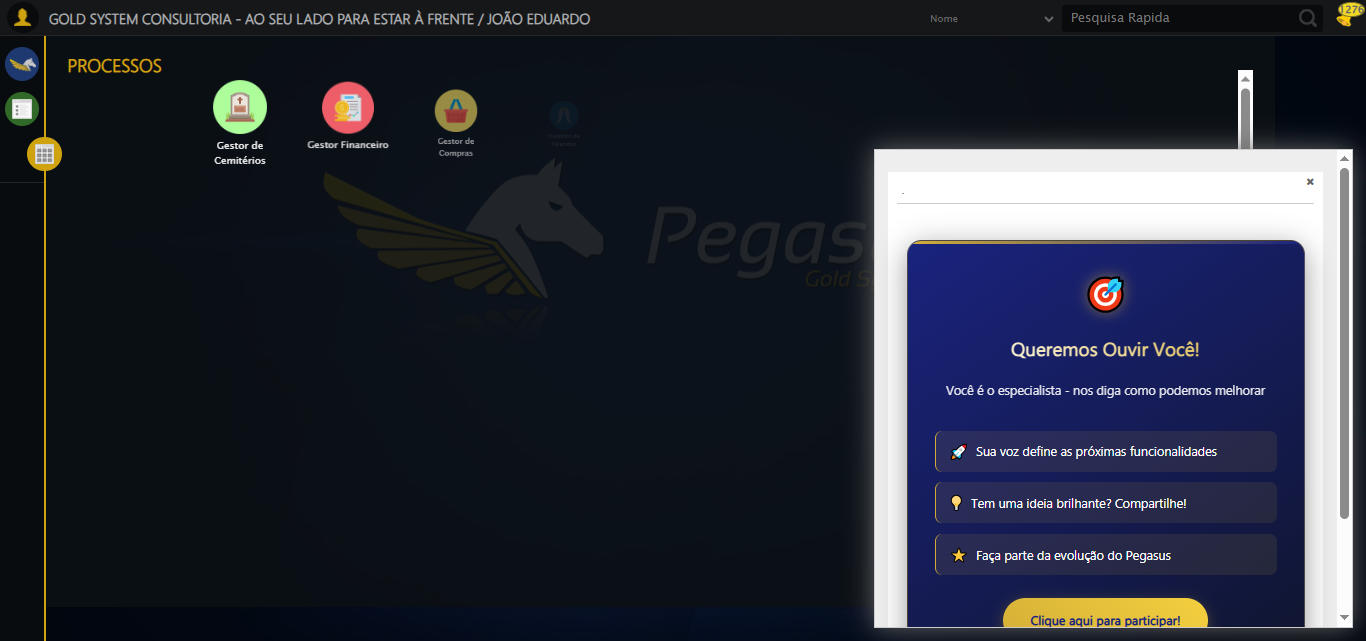 GOLD SYSTEM CONSULTORIA - AO SEU LADO PARA ESTAR À FRENTE / JOÃO EDUARDO
Nome
Pesquisa Rapida
1276
PROCESSOS
Gestor de
Cemitérios
Gestor Financeiro
Gestor de
Compras
Pegas
Gold S
.
Queremos Ouvir Você!
Você é o especialista - nos diga como podemos melhorar
Sua voz define as próximas funcionalidades
Tem uma ideia brilhante? Compartilhe!
Faça parte da evolução do Pegasus
Clique aqui para participar!